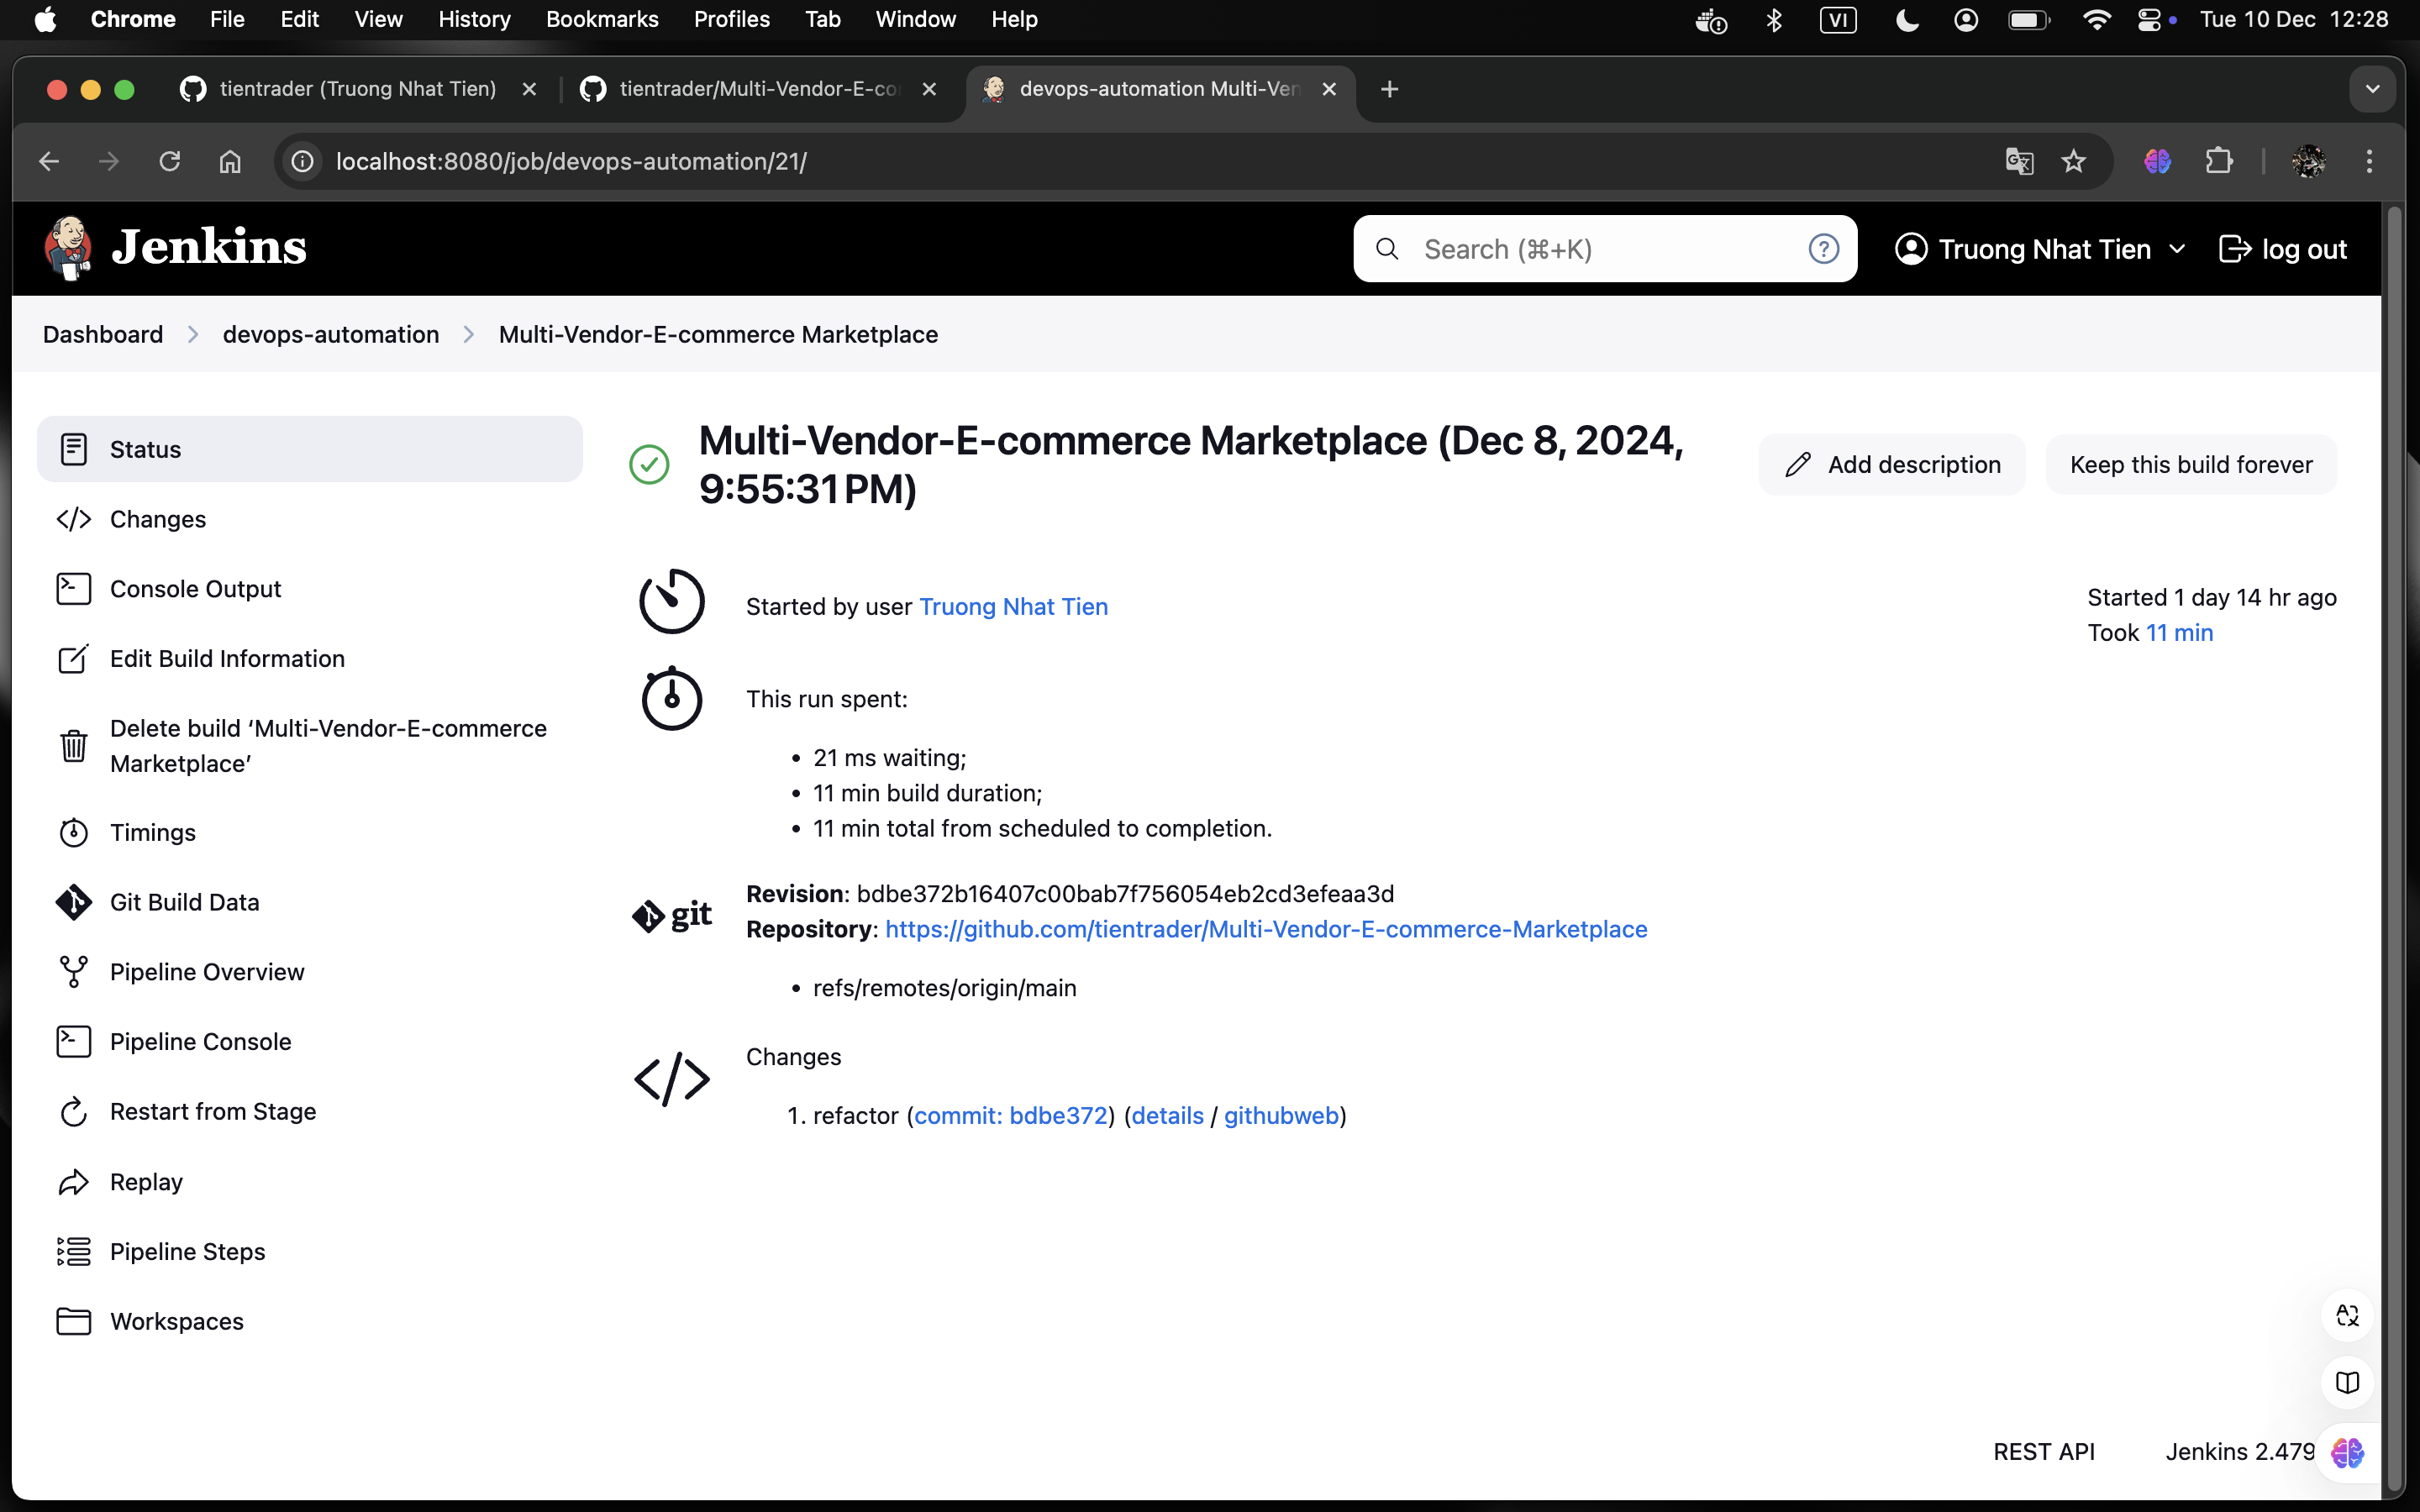 Chrome File Edit View History Bookmarks Profiles Tab Window Help VI Tue 10 Dec 12:28
tientrader (Truong Nhat Tien) tientrader/Multi-Vendor-E-co devops-automation Multi-Ven
localhost:8080/job/devops-automation/21/
Jenkins Search (⌘+K) Truong Nhat Tien log out
Dashboard devops-automation Multi-Vendor-E-commerce Marketplace
Status
Changes
Console Output
Edit Build Information
Delete build ‘Multi-Vendor-E-commerce
Marketplace’
Timings
Git Build Data
Pipeline Overview
Pipeline Console
Restart from Stage
Replay
Pipeline Steps
Workspaces
Multi-Vendor-E-commerce Marketplace (Dec 8, 2024,
9:55:31 PM)
Add description Keep this build forever
Started by user Truong Nhat Tien
Started 1 day 14 hr ago
Took 11 min
This run spent:
• 21 ms waiting;
• 11 min build duration;
• 11 min total from scheduled to completion.
git
Revision: bdbe372b16407c00bab7f756054eb2cd3efeaa3d
Repository: https://github.com/tientrader/Multi-Vendor-E-commerce-Marketplace
• refs/remotes/origin/main
Changes
1. refactor (commit: bdbe372) (details / githubweb)
REST API Jenkins 2.479